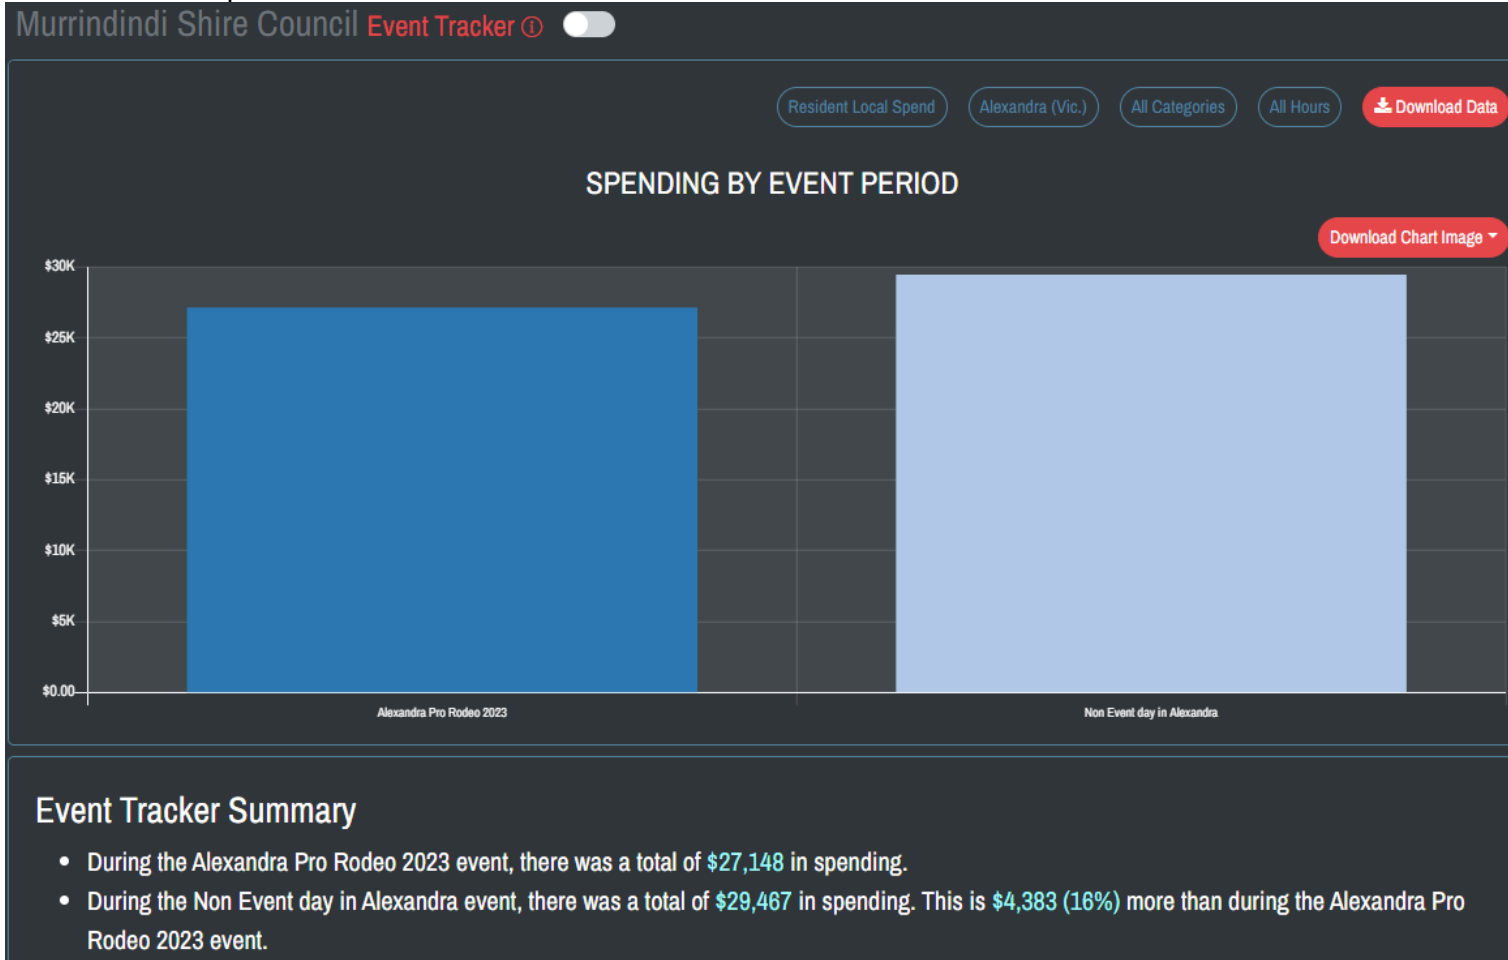 Murrindindi Shire Council Event Tracker
Resident Local Spend Alexandra (Vic.) All Categories All Hours Download Data
SPENDING BY EVENT PERIOD
Download Chart Image
$30K
$25K
$20K
$15K
$10K
$5K
$0.00
Alexandra Pro Rodeo 2023 Non Event day in Alexandra
Event Tracker Summary
• During the Alexandra Pro Rodeo 2023 event, there was a total of $27,148 in spending.
• During the Non Event day in Alexandra event, there was a total of $29,467 in spending. This is $4,383 (16%) more than during the Alexandra Pro
Rodeo 2023 event.